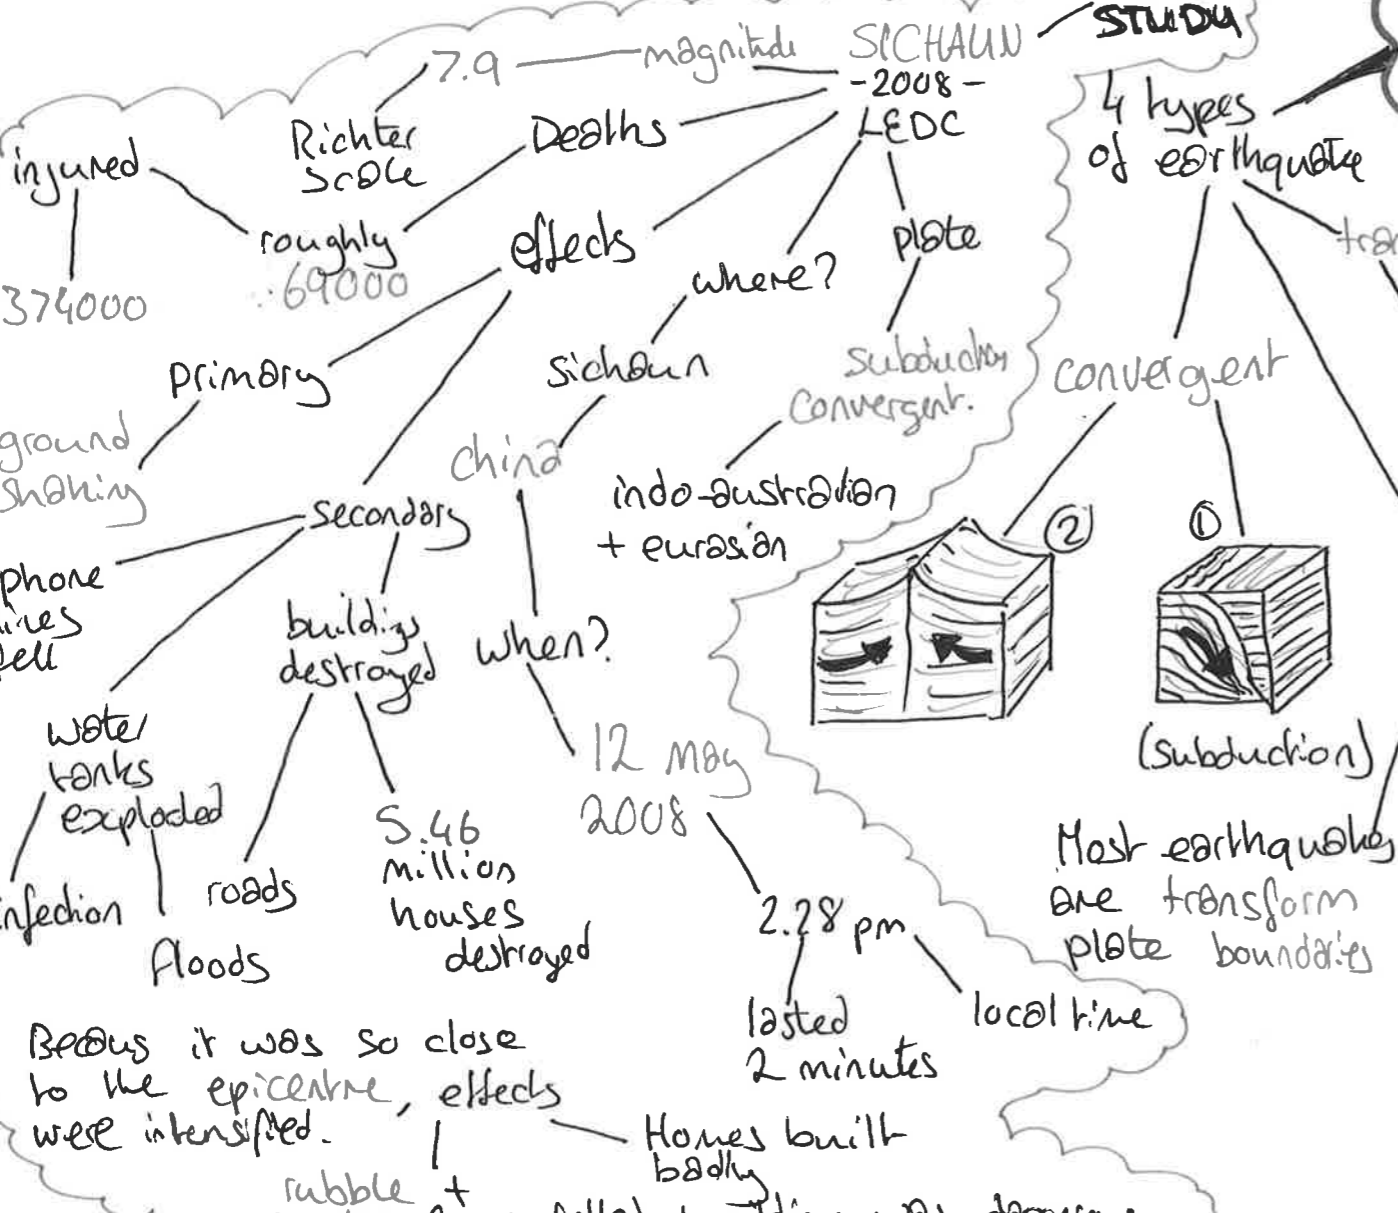 STUDY
SICHAUN
-2008-
LEDC
magnitude
7.9
Richter
scale
Deaths
roughly
69000
injured
374000
effects
primary
ground
shaking
secondary
phone
fell
water
tanks
exploded
infection
floods
buildings
destroyed
roads
5.46
million
houses
destroyed
where?
sichaun
china
when?
12 may
2008
2.28 pm
lasted
2 minutes
local time
plate
subduction
convergent.
indo-australian
+ eurasian
4 types
of earthquake
convergent
2
1
(subduction)
Most earthquakes
are transform
plate boundaries
Becaus it was so close
to the epicentre, effects
were intensified.
Homes built
badly
rubble +